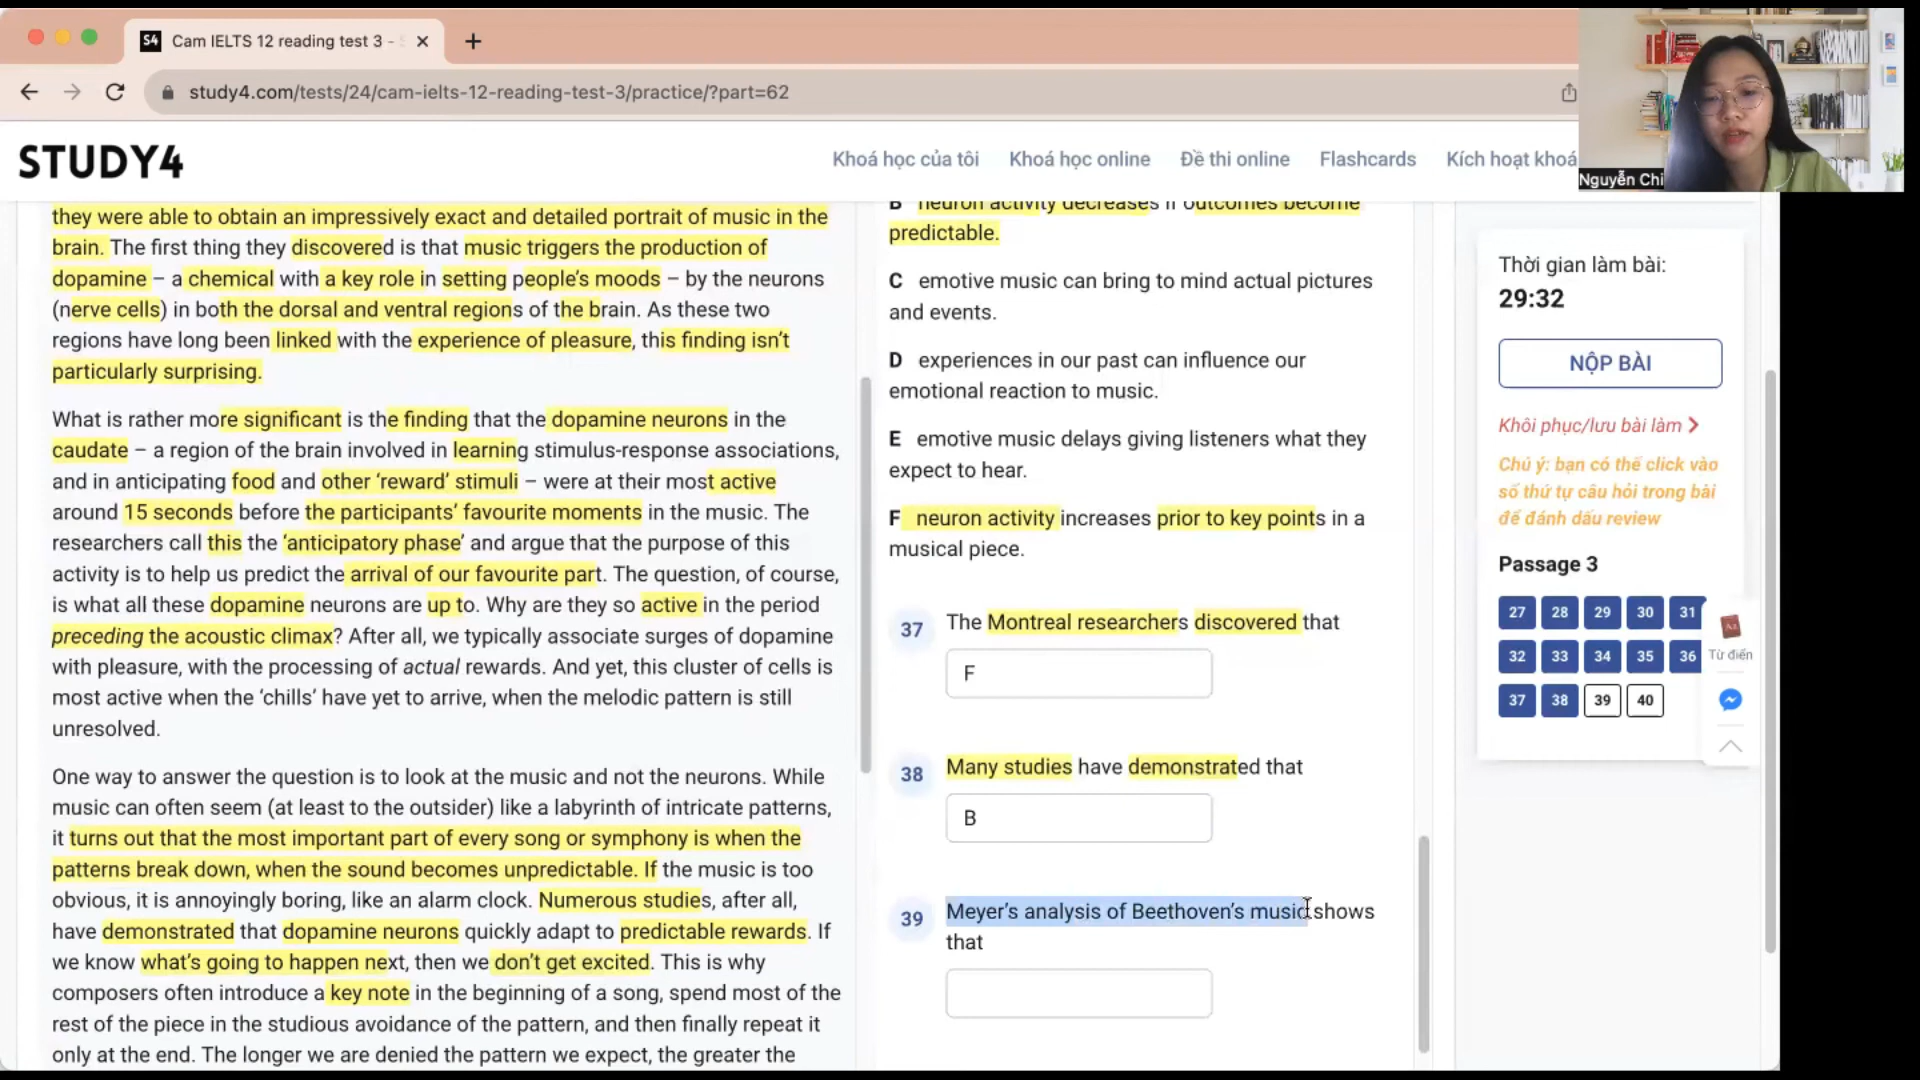 S4 Cam IELTS 12 reading test 3 -
study4.com/tests/24/cam-ielts-12-reading-test-3/practice/?part=62
STUDY4
Khoá học của tôi
Khoá học online
Đề thi online
Flashcards
Kích hoạt khoá
Nguyễn Chi
they were able to obtain an impressively exact and detailed portrait of music in the
brain. The first thing they discovered is that music triggers the production of
dopamine – a chemical with a key role in setting people's moods – by the neurons
(nerve cells) in both the dorsal and ventral regions of the brain. As these two
regions have long been linked with the experience of pleasure, this finding isn't
particularly surprising.
What is rather more significant is the finding that the dopamine neurons in the
caudate – a region of the brain involved in learning stimulus-response associations,
and in anticipating food and other 'reward' stimuli – were at their most active
around 15 seconds before the participants' favourite moments in the music. The
researchers call this the 'anticipatory phase' and argue that the purpose of this
activity is to help us predict the arrival of our favourite part. The question, of course,
is what all these dopamine neurons are up to. Why are they so active in the period
preceding the acoustic climax? After all, we typically associate surges of dopamine
with pleasure, with the processing of actual rewards. And yet, this cluster of cells is
most active when the 'chills' have yet to arrive, when the melodic pattern is still
unresolved.
One way to answer the question is to look at the music and not the neurons. While
music can often seem (at least to the outsider) like a labyrinth of intricate patterns,
it turns out that the most important part of every song or symphony is when the
patterns break down, when the sound becomes unpredictable. If the music is too
obvious, it is annoyingly boring, like an alarm clock. Numerous studies, after all,
have demonstrated that dopamine neurons quickly adapt to predictable rewards. If
we know what's going to happen next, then we don't get excited. This is why
composers often introduce a key note in the beginning of a song, spend most of the
rest of the piece in the studious avoidance of the pattern, and then finally repeat it
only at the end. The longer we are denied the pattern we expect, the greater the
B neuron activity decreases if outcomes become
predictable.
C emotive music can bring to mind actual pictures
and events.
D experiences in our past can influence our
emotional reaction to music.
E emotive music delays giving listeners what they
expect to hear.
F neuron activity increases prior to key points in a
musical piece.
37 The Montreal researchers discovered that
F
38 Many studies have demonstrated that
B
39 Meyer's analysis of Beethoven's music shows
that
Thời gian làm bài:
29:32
NỘP BÀI
Khôi phục/lưu bài làm
Chú ý: bạn có thể click vào
số thứ tự câu hỏi trong bài
để đánh dấu review
Passage 3
27 28 29 30 31
32 33 34 35 36
37 38 39 40
Từ điển